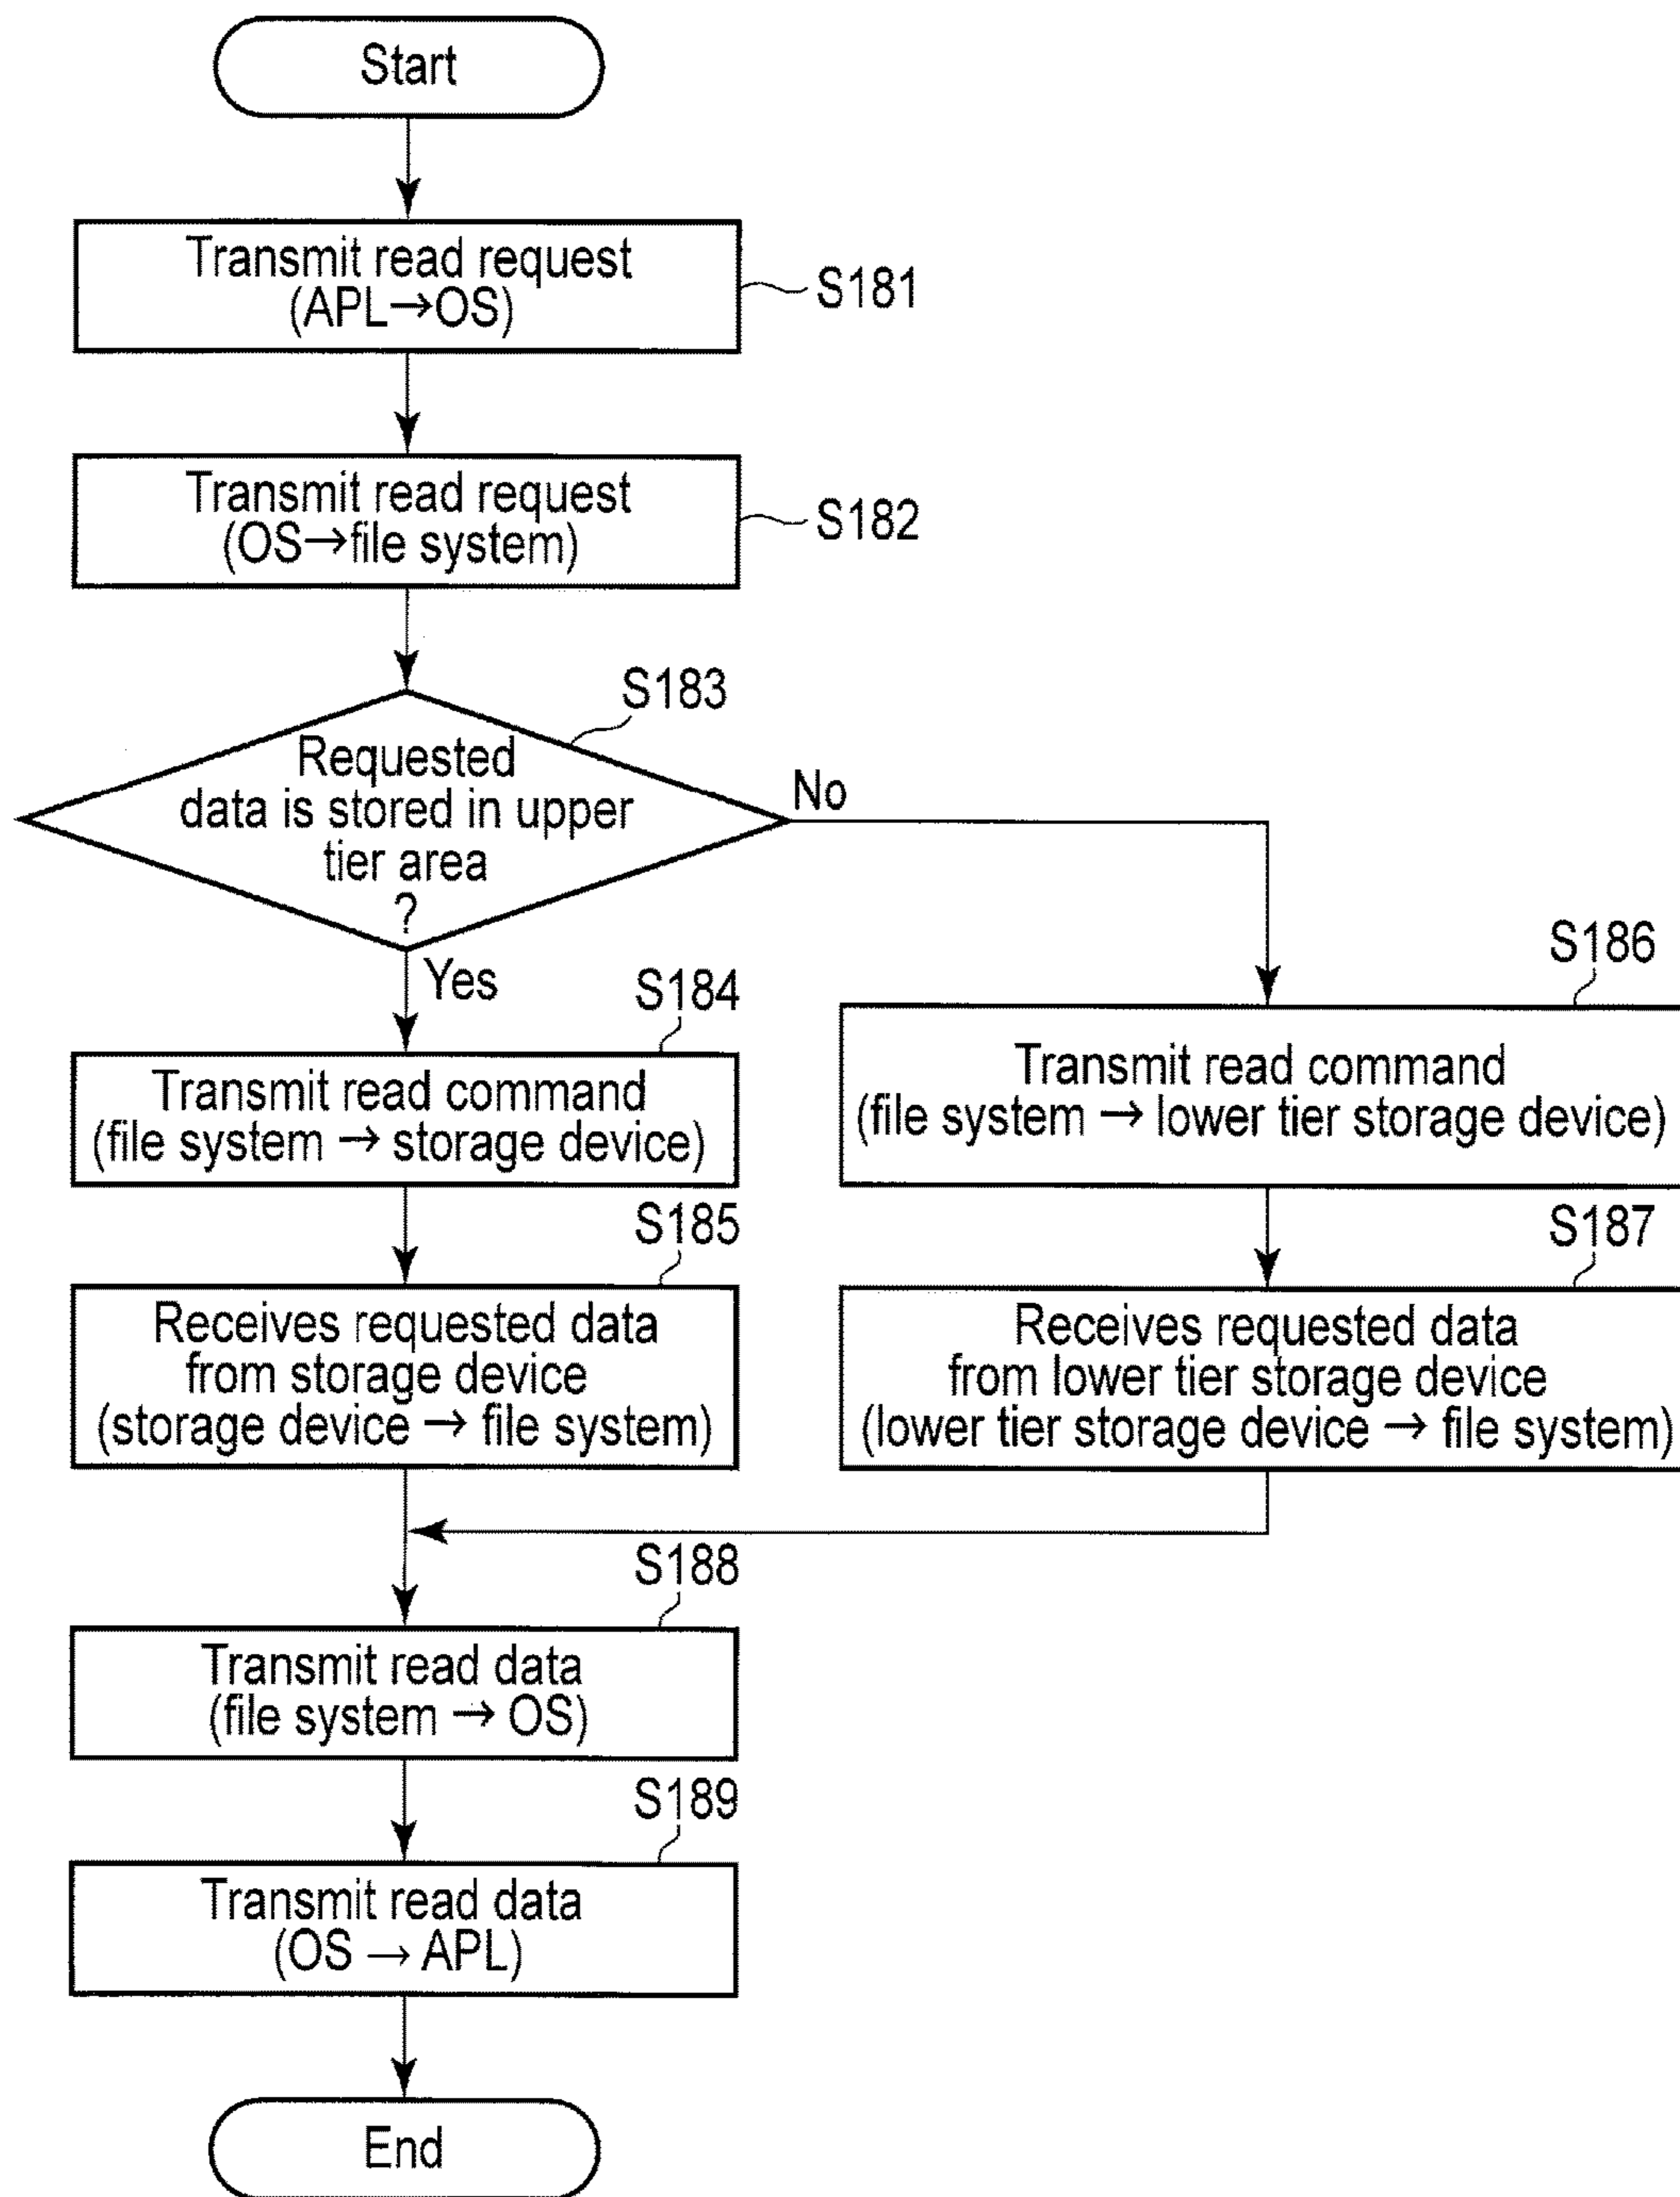 Start
Transmit read request
(APL→OS)
S181
Transmit read request
(OS→file system)
S182
S183
Requested
data is stored in upper
tier area
?
No
Yes
S184
Transmit read command
(file system → storage device)
S186
Transmit read command
(file system → lower tier storage device)
S185
Receives requested data
from storage device
(storage device → file system)
S187
Receives requested data
from lower tier storage device
(lower tier storage device → file system)
S188
Transmit read data
(file system → OS)
S189
Transmit read data
(OS → APL)
End